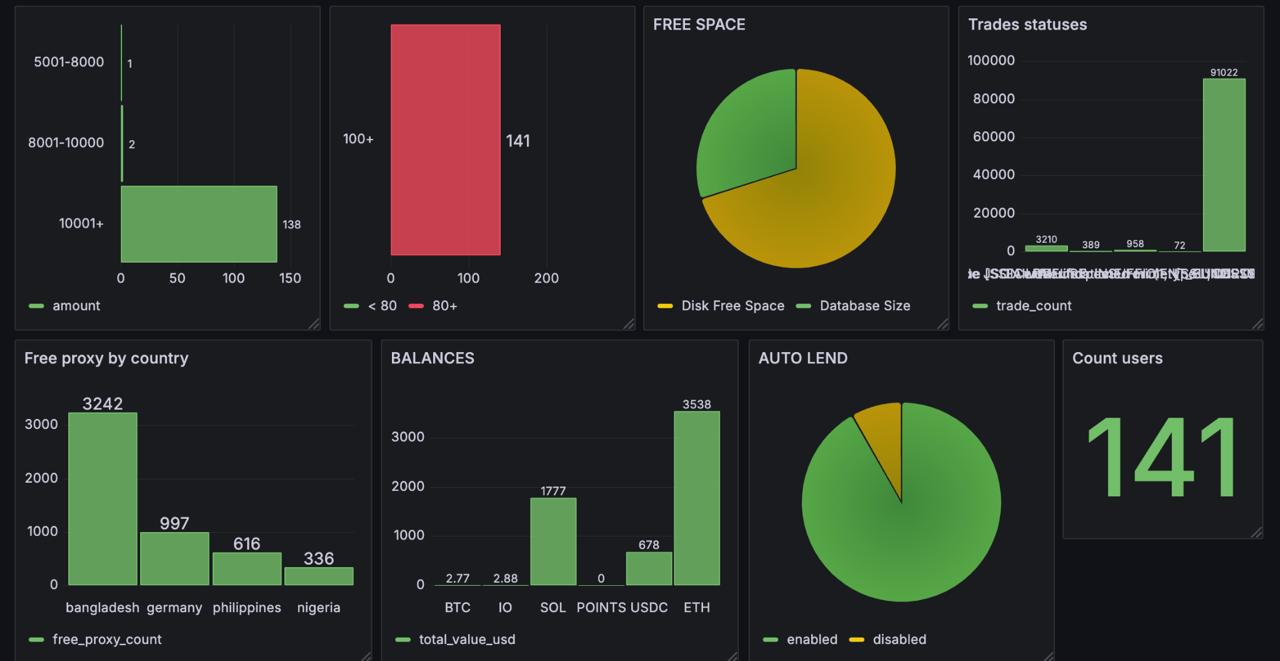 5001-8000
1
8001-10000
2
10001+
138
0 50 100 150
amount
100+
141
0 100 200
< 80 80+
FREE SPACE
Disk Free Space Database Size
Trades statuses
100000
80000
60000
40000
20000
0
3210 389 958 72 91022
trade_count
Free proxy by country
3000
2000
1000
0
3242 997 616 336
bangladesh germany philippines nigeria
free_proxy_count
BALANCES
3000
2000
1000
0
2.77 2.88 1777 0 678 3538
BTC IO SOL POINTS USDC ETH
total_value_usd
AUTO LEND
enabled disabled
Count users
141